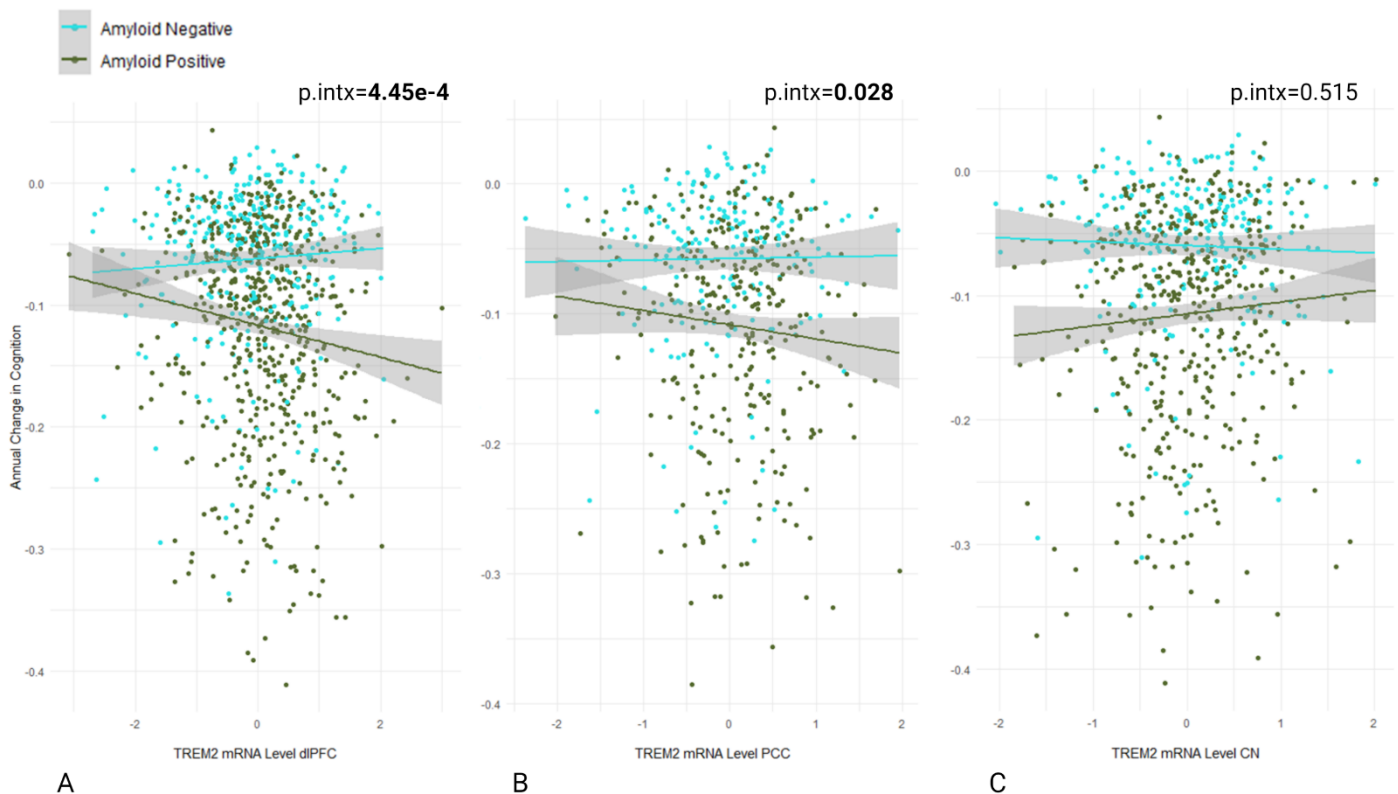 Amyloid Negative
Amyloid Positive
p.intx=4.45e-4
p.intx=0.028
p.intx=0.515
Annual Change in Cognition
0.0
-0.1
-0.2
-0.3
-0.4
-2
0
2
TREM2 mRNA Level dlPFC
A
0.0
-0.1
-0.2
-0.3
-0.4
-2
-1
0
1
2
TREM2 mRNA Level PCC
B
0.0
-0.1
-0.2
-0.3
-0.4
-2
-1
0
1
2
TREM2 mRNA Level CN
C